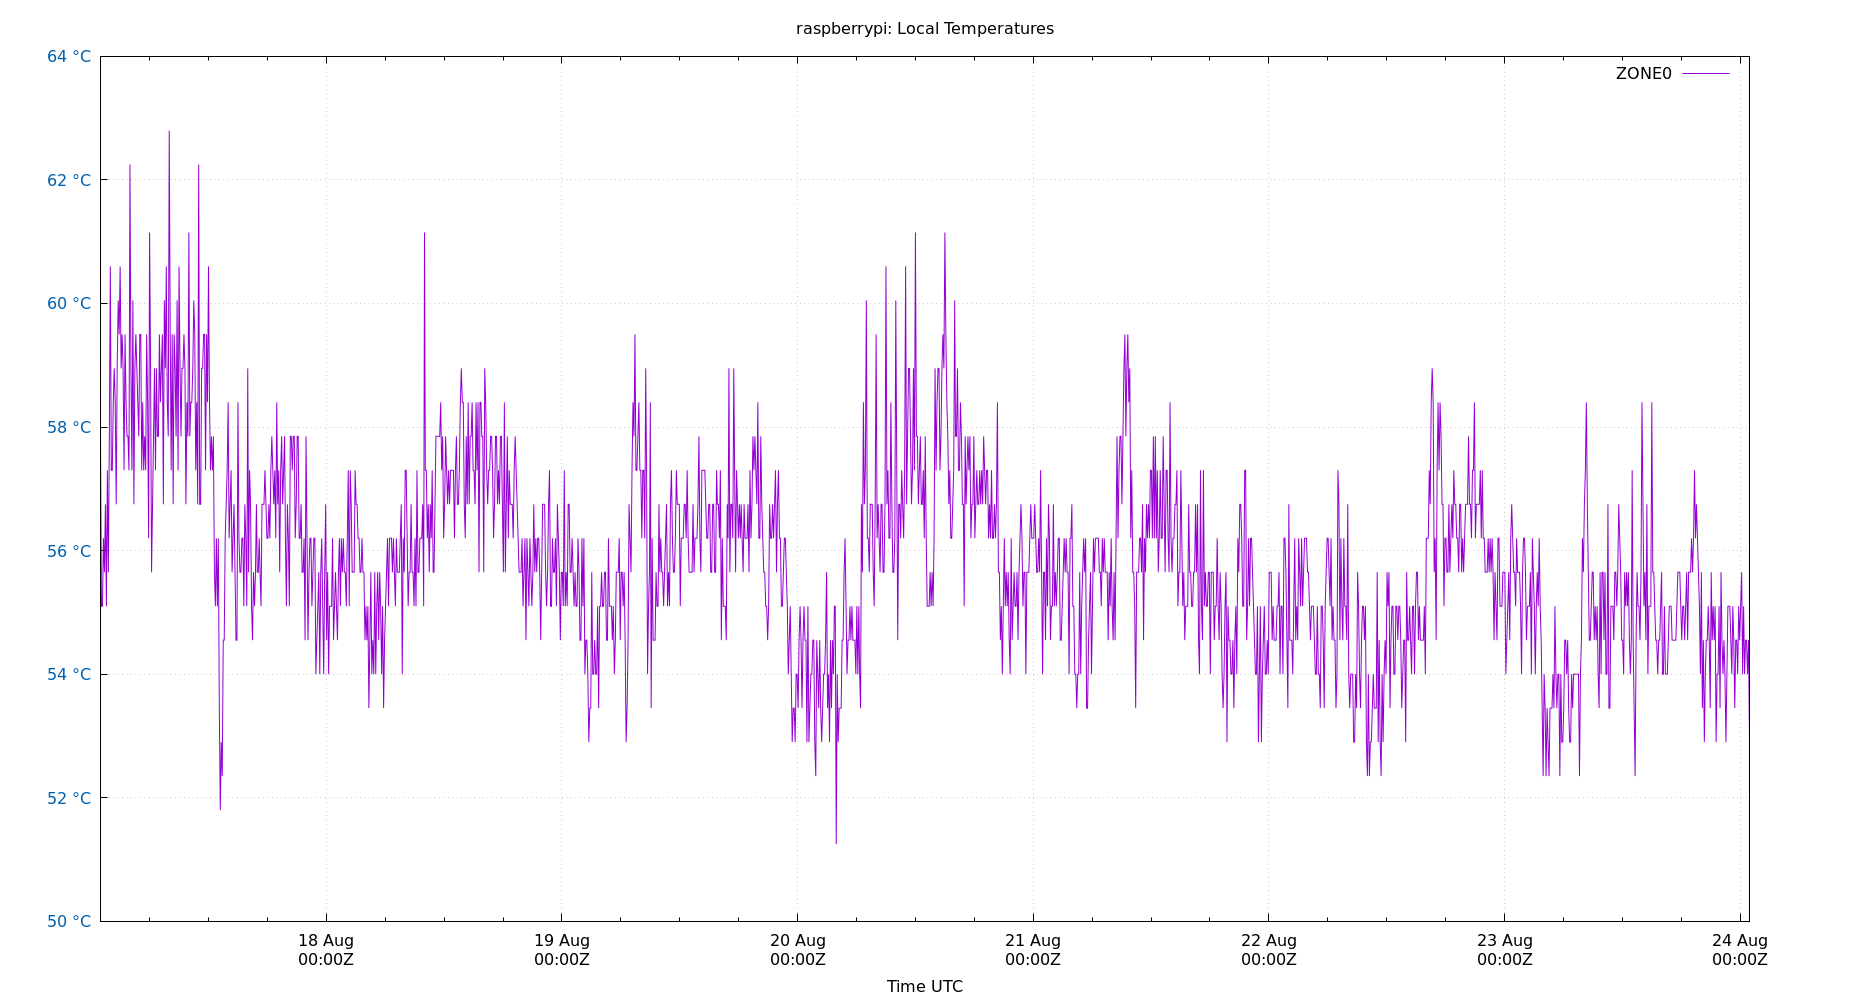 raspberrypi: Local Temperatures
64 °C
ZONE0
62 °C
60 °C
58 °C
56 °C
54 °C
52 °C
50 °C
18 Aug 19 Aug 20 Aug 21 Aug 22 Aug 23 Aug 24 Aug
00:00Z 00:00Z 00:00Z 00:00Z 00:00Z 00:00Z 00:00Z
Time UTC